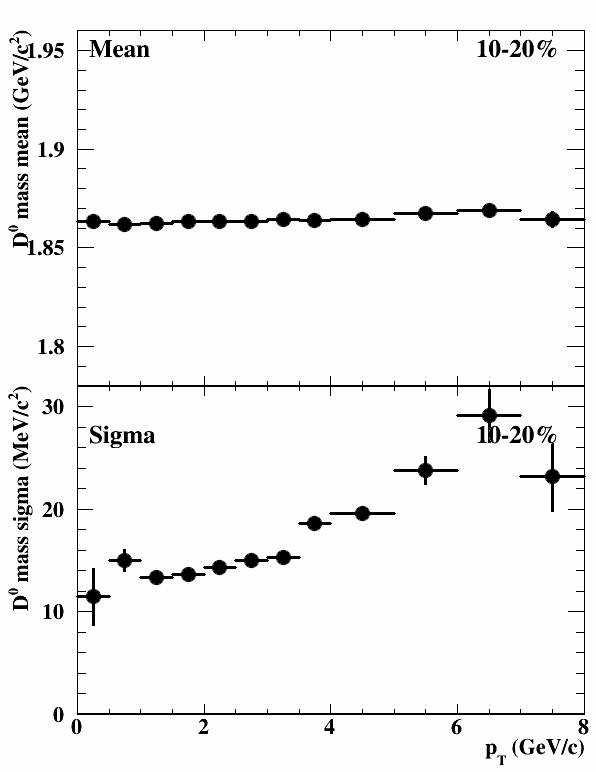 D0 mass mean (GeV/c2)
1.95
1.9
1.85
1.8
Mean
10-20%
D0 mass sigma (MeV/c2)
30
20
10
0
Sigma
10-20%
0 2 4 6 8
pT (GeV/c)